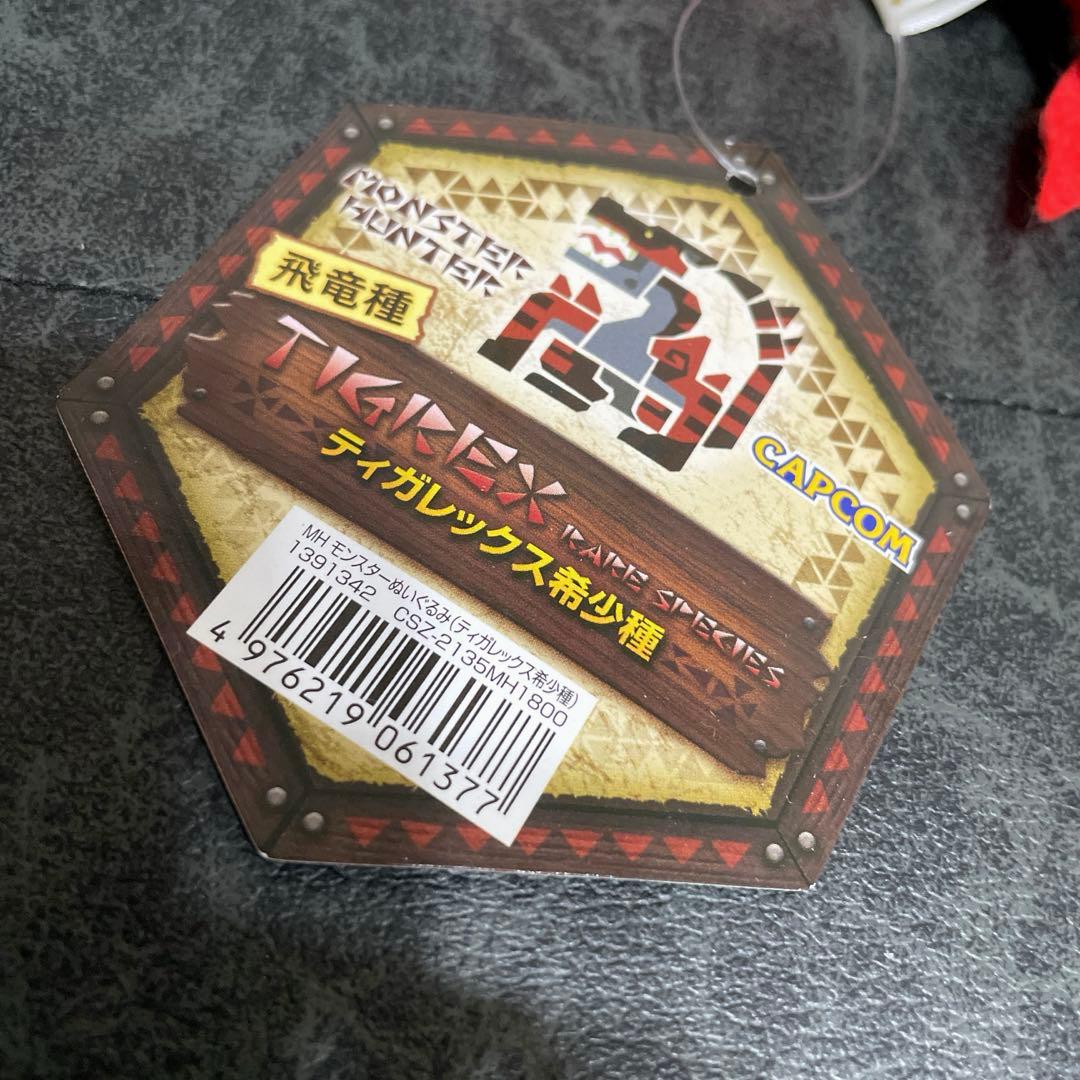 MONSTER
HUNTER
飛竜種
TIGREX RARE SPECIES
ティガレックス希少種
CAPCOM
MH モンスターぬいぐるみ(ティガレックス希少種)
1391342 CSZ-2135MH1800
4 976219 061377